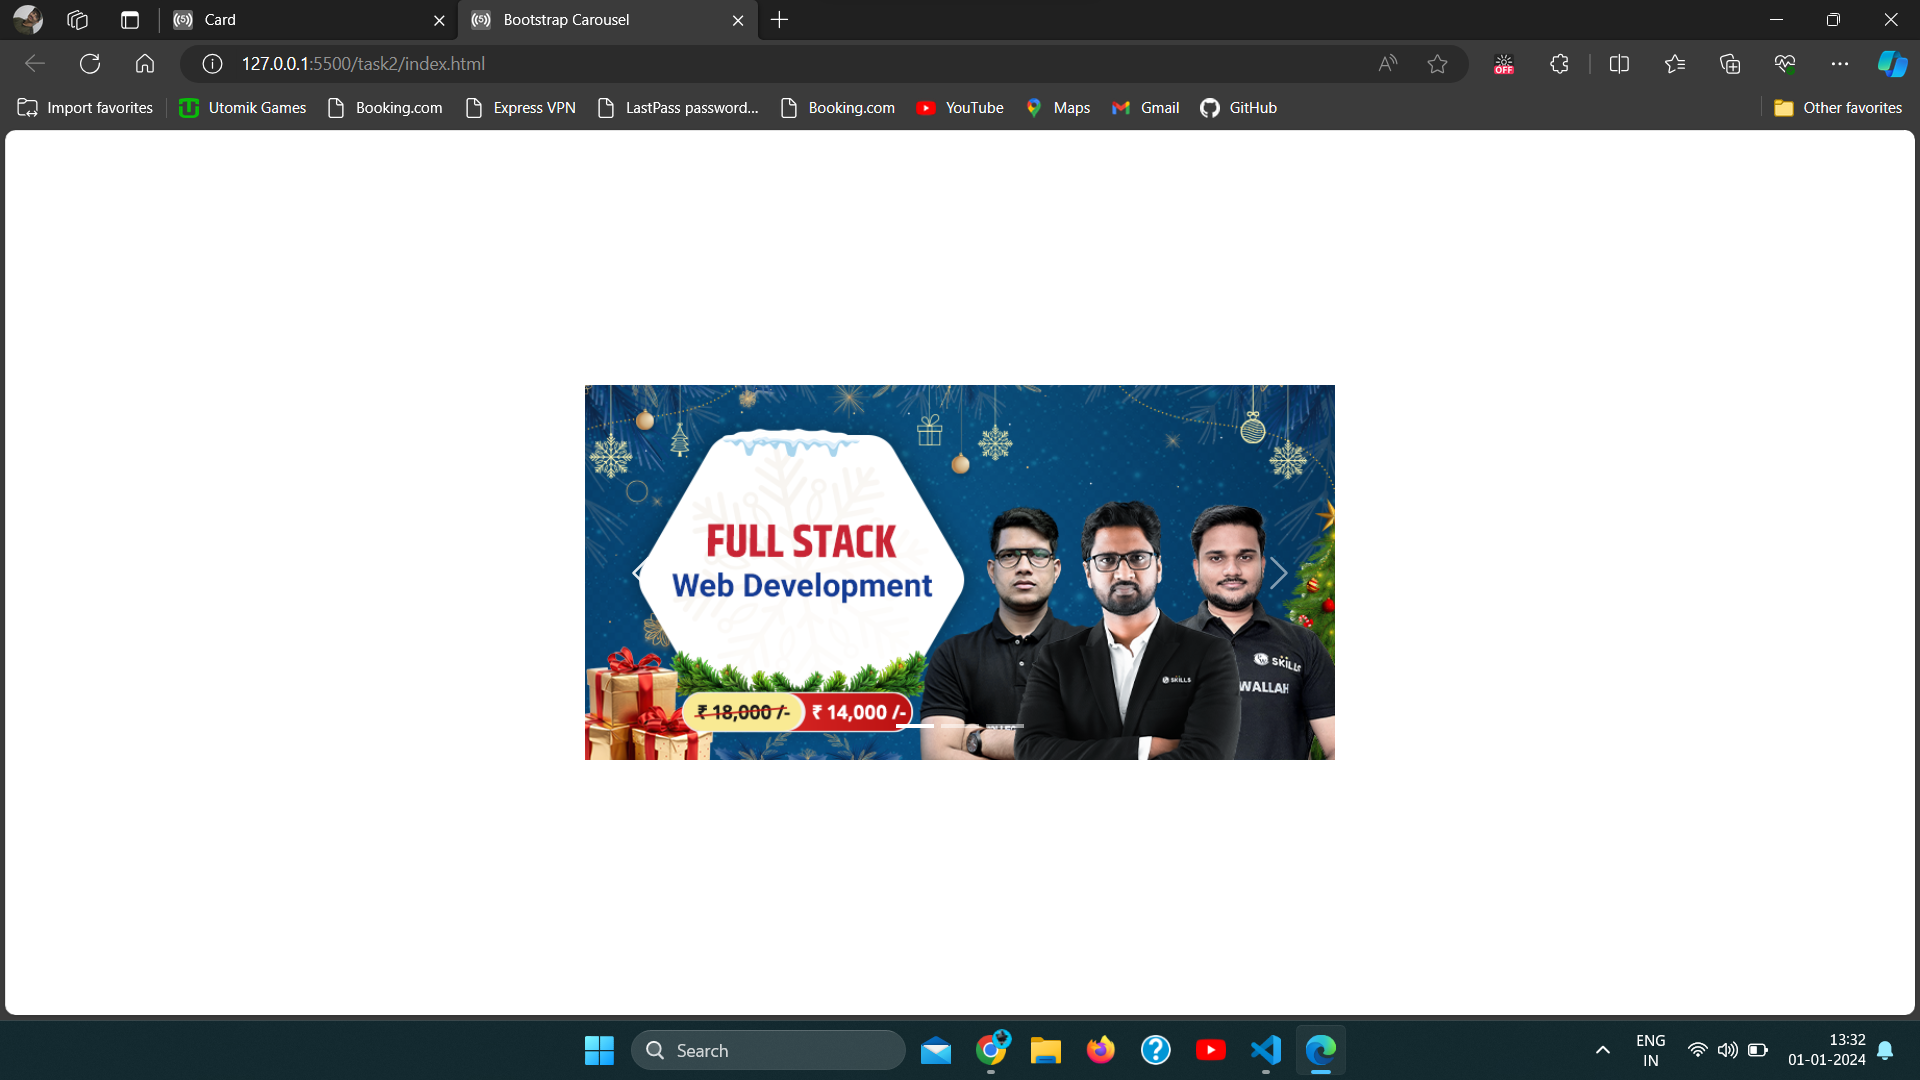 Card
Bootstrap Carousel
127.0.0.1:5500/task2/index.html
OFF
Import favorites
Utomik Games
Booking.com
Express VPN
LastPass password...
Booking.com
YouTube
Maps
Gmail
GitHub
Other favorites
FULL STACK
Web Development
₹ 18,000 /-
₹ 14,000 /-
SKILLS
SKILLS
WALLAH
Search
ENG
IN
13:32
01-01-2024